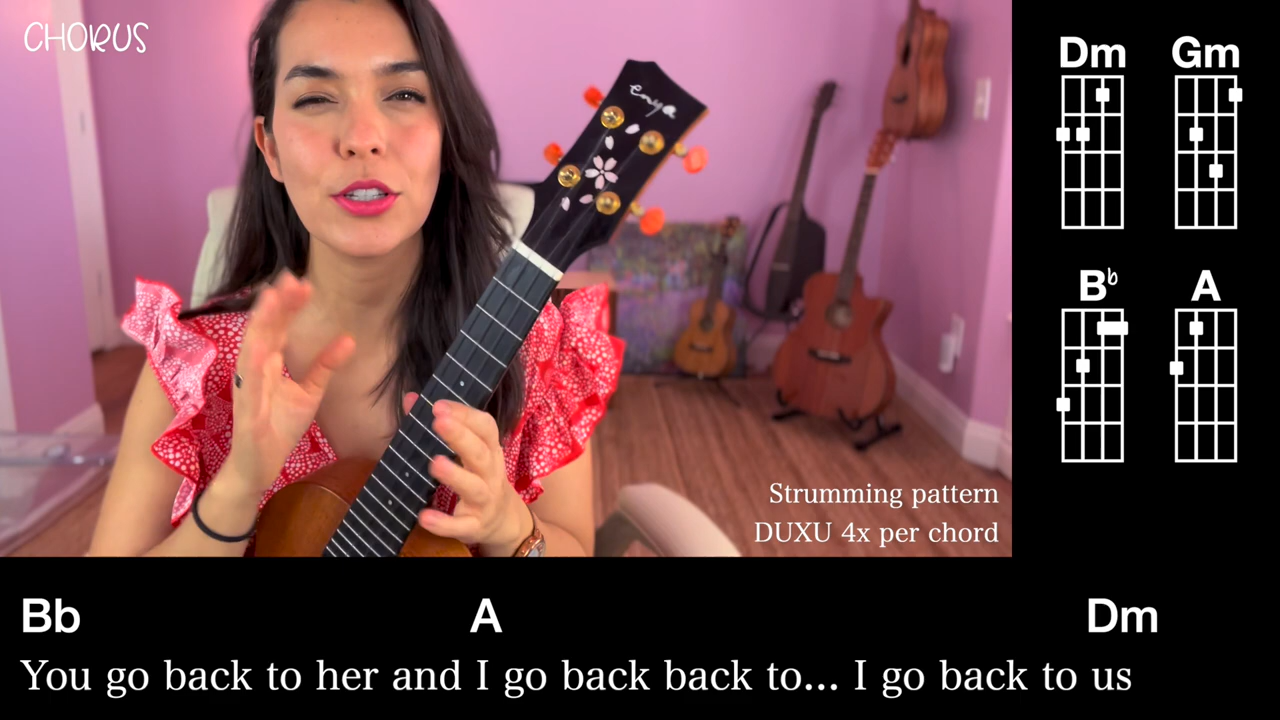 CHORUS
enya
Dm Gm
B♭ A
Strumming pattern
DUXU 4x per chord
Bb A Dm
You go back to her and I go back back to... I go back to us